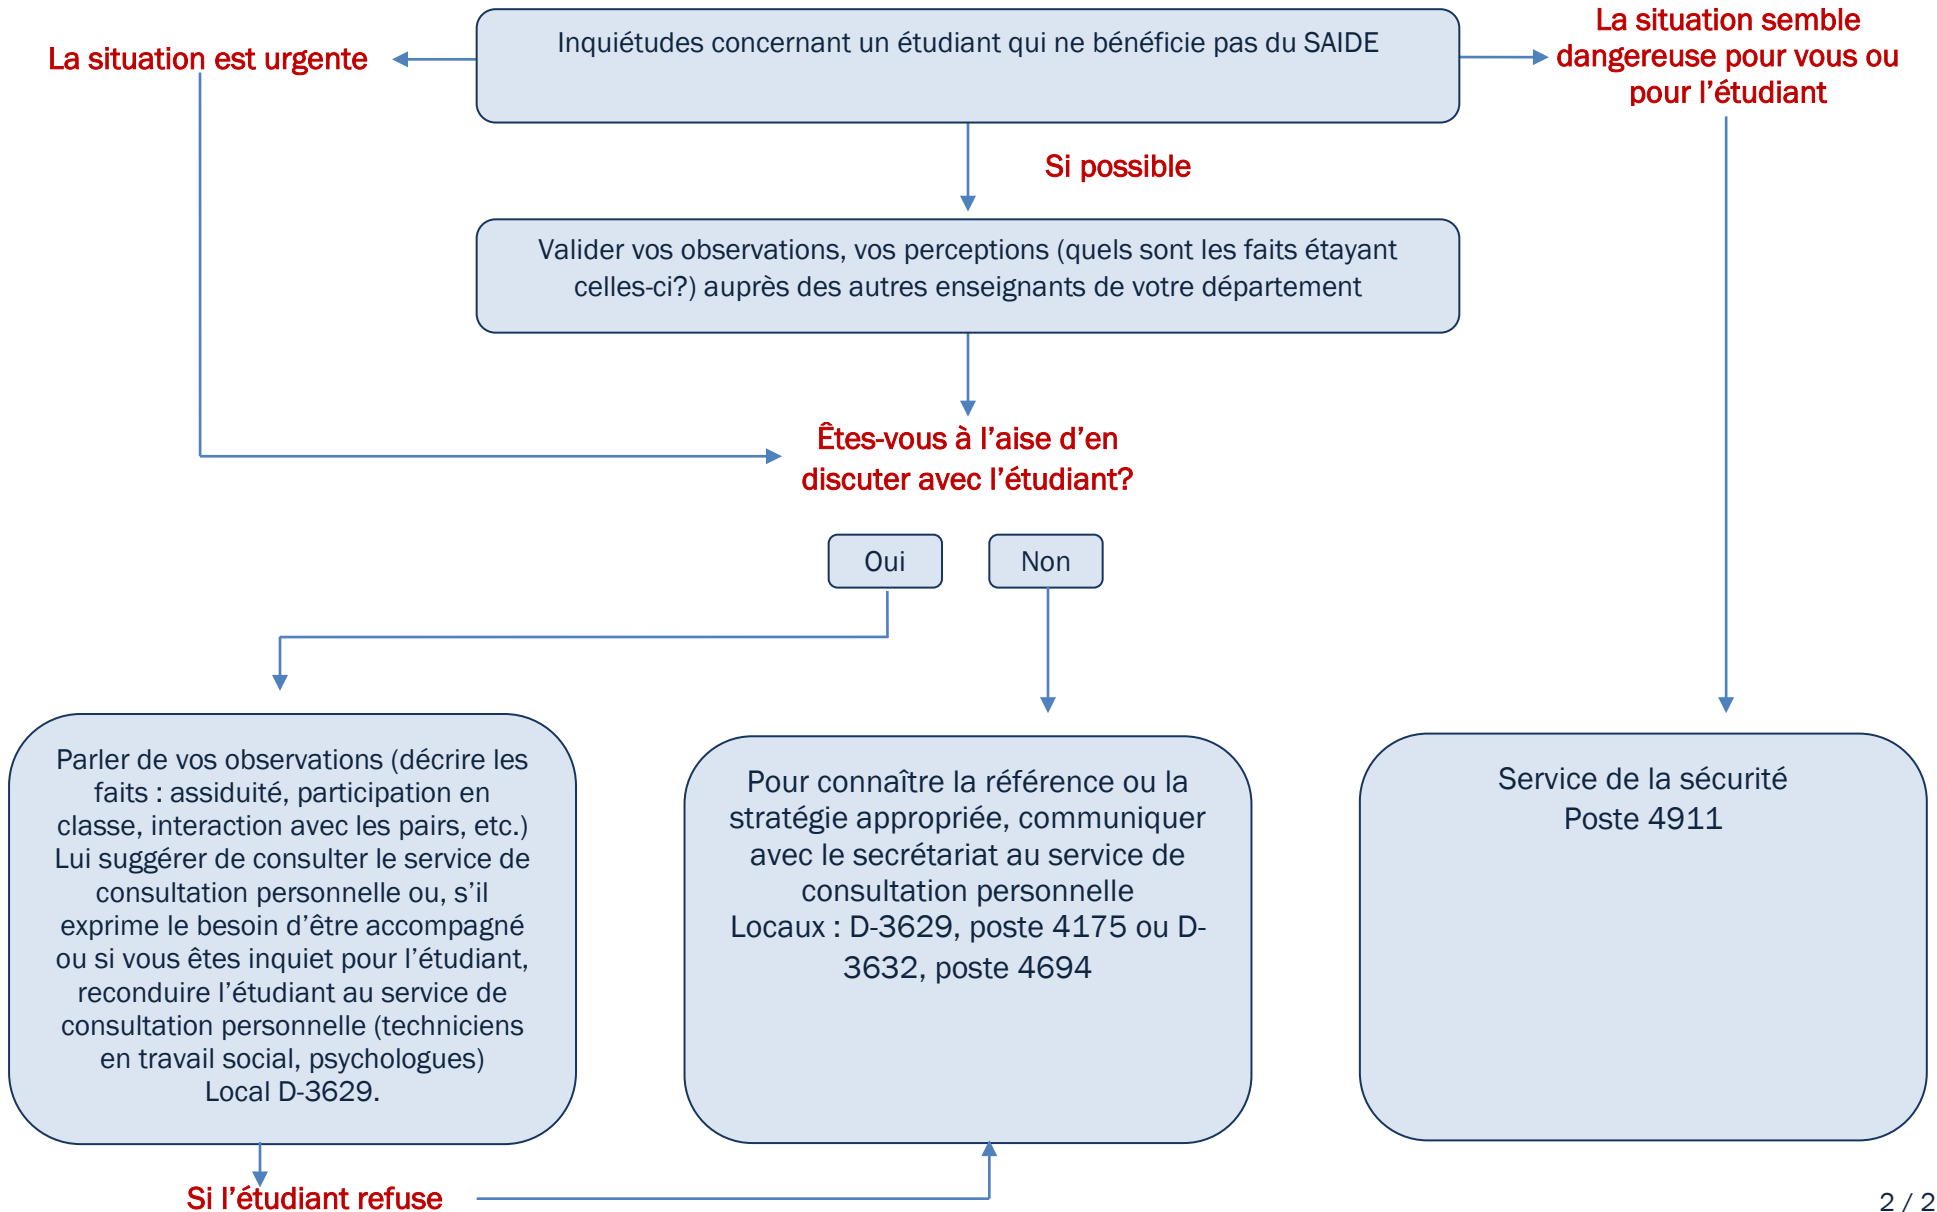 La situation est urgente
Inquiétudes concernant un étudiant qui ne bénéficie pas du SAIDE
La situation semble
dangereuse pour vous ou
pour l’étudiant
Si possible
Valider vos observations, vos perceptions (quels sont les faits étayant
celles-ci?) auprès des autres enseignants de votre département
Êtes-vous à l’aise d’en
discuter avec l’étudiant?
Oui
Non
Parler de vos observations (décrire les
faits : assiduité, participation en
classe, interaction avec les pairs, etc.)
Lui suggérer de consulter le service de
consultation personnelle ou, s’il
exprime le besoin d’être accompagné
ou si vous êtes inquiet pour l’étudiant,
reconduire l’étudiant au service de
consultation personnelle (techniciens
en travail social, psychologues)
Local D-3629.
Pour connaître la référence ou la
stratégie appropriée, communiquer
avec le secrétariat au service de
consultation personnelle
Locaux : D-3629, poste 4175 ou D-
3632, poste 4694
Service de la sécurité
Poste 4911
Si l’étudiant refuse
2 / 2